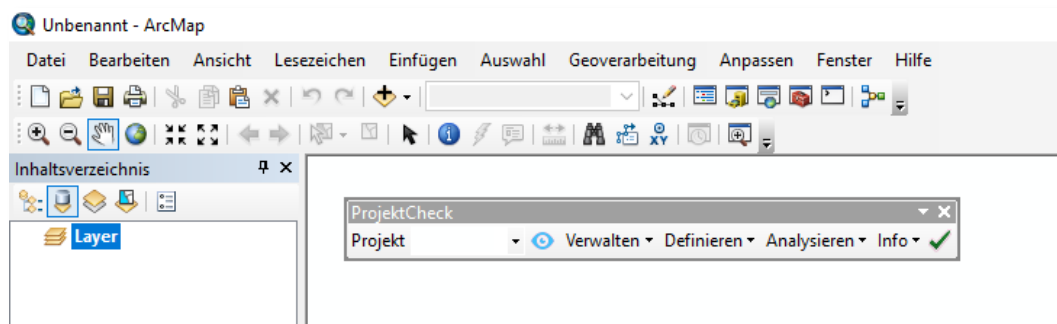 Unbenannt - ArcMap
Datei Bearbeiten Ansicht Lesezeichen Einfügen Auswahl Geoverarbeitung Anpassen Fenster Hilfe
XY
Inhaltsverzeichnis
Layer
ProjektCheck
Projekt Verwalten Definieren Analysieren Info